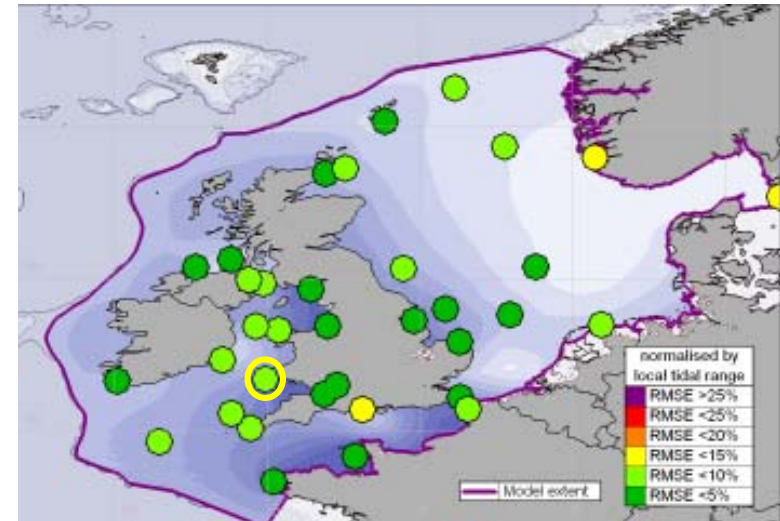 normalised by
local tidal range
RMSE >25%
RMSE <25%
RMSE <20%
RMSE <15%
RMSE <10%
RMSE <5%
Model extent